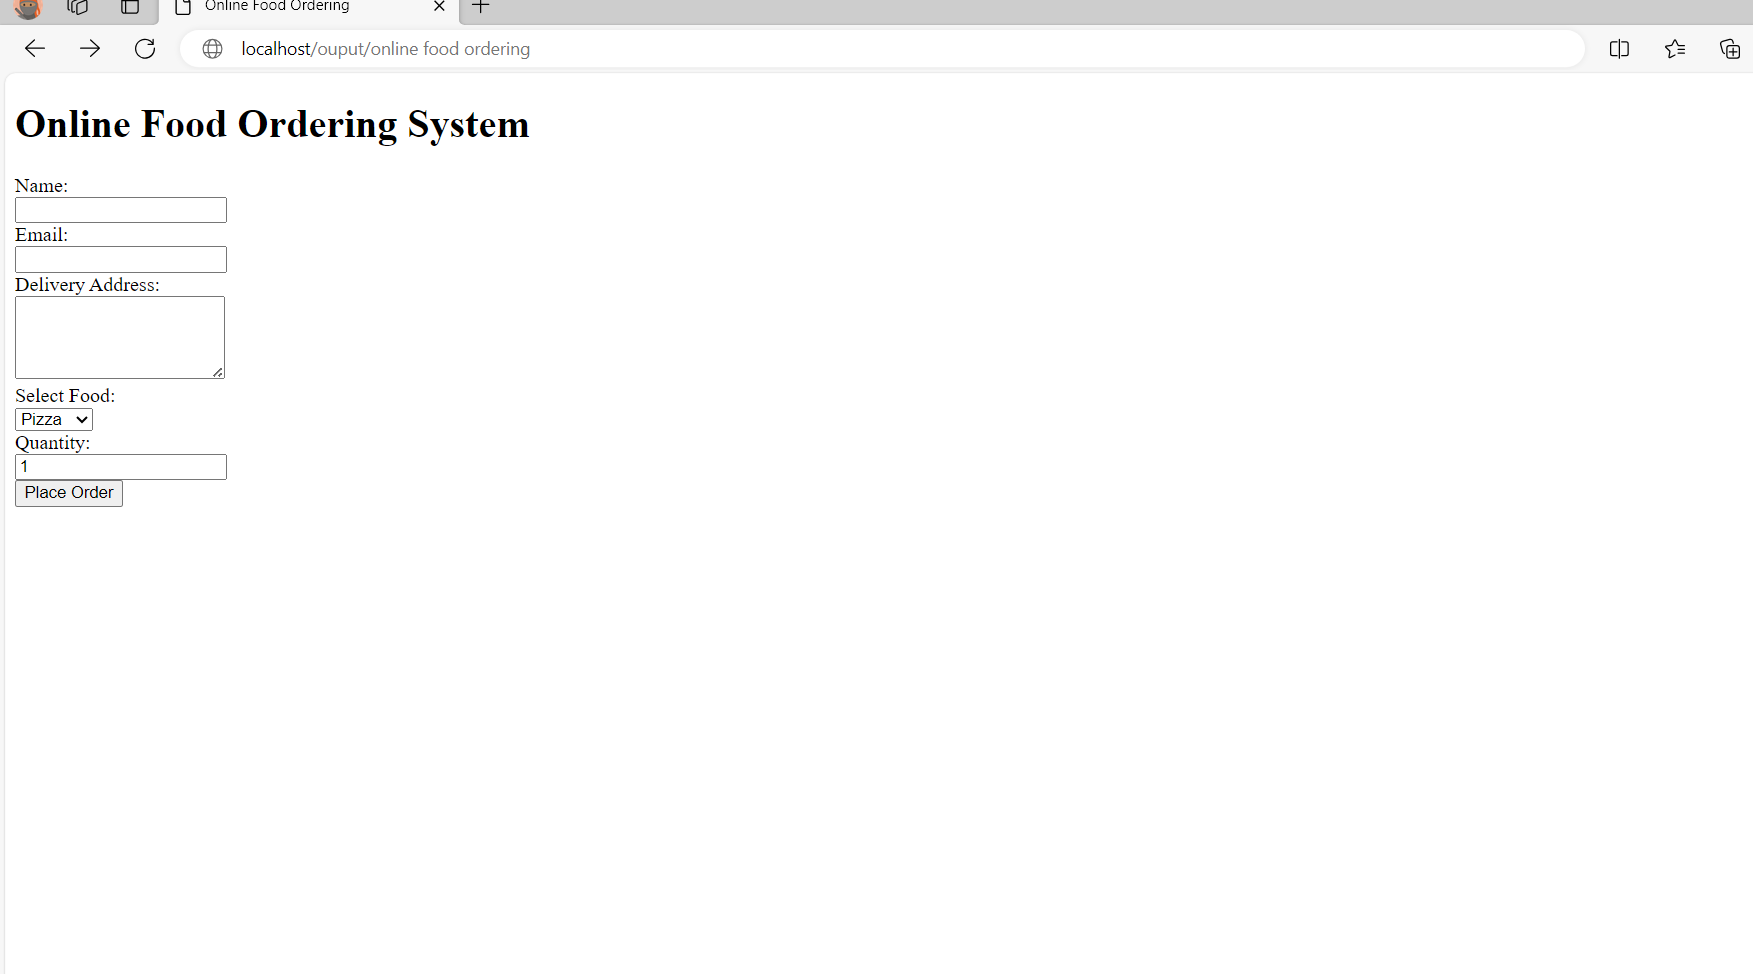 Online Food Ordering
localhost/ouput/online food ordering
Online Food Ordering System
Name:
Email:
Delivery Address:
Select Food:
Pizza
Quantity:
1
Place Order